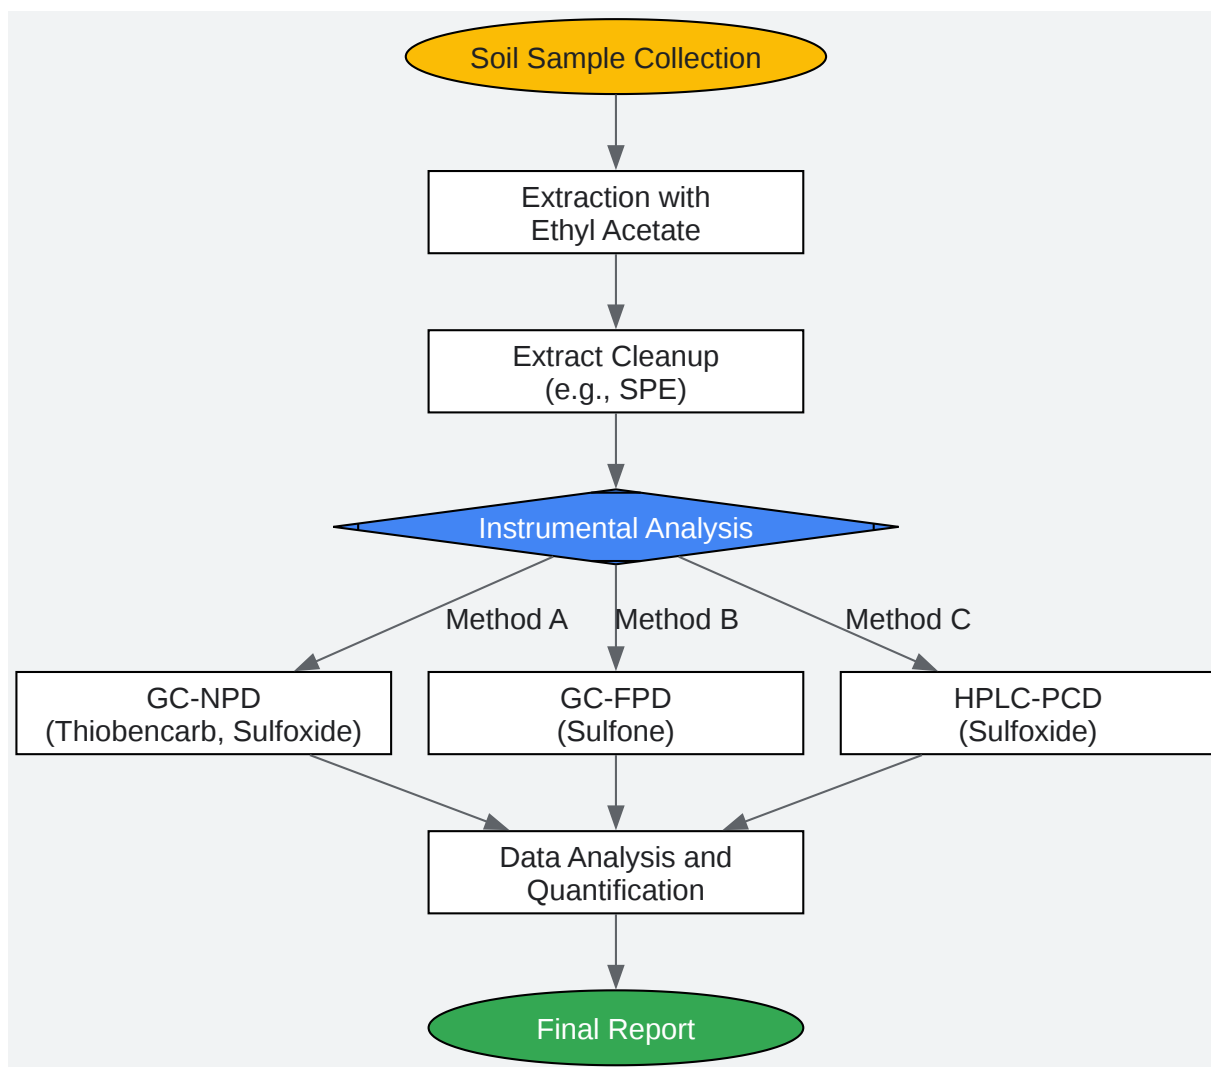 Soil Sample Collection
Extraction with
Ethyl Acetate
Extract Cleanup
(e.g., SPE)
Instrumental Analysis
Method A
Method B
Method C
GC-NPD
(Thiobencarb, Sulfoxide)
GC-FPD
(Sulfone)
HPLC-PCD
(Sulfoxide)
Data Analysis and
Quantification
Final Report